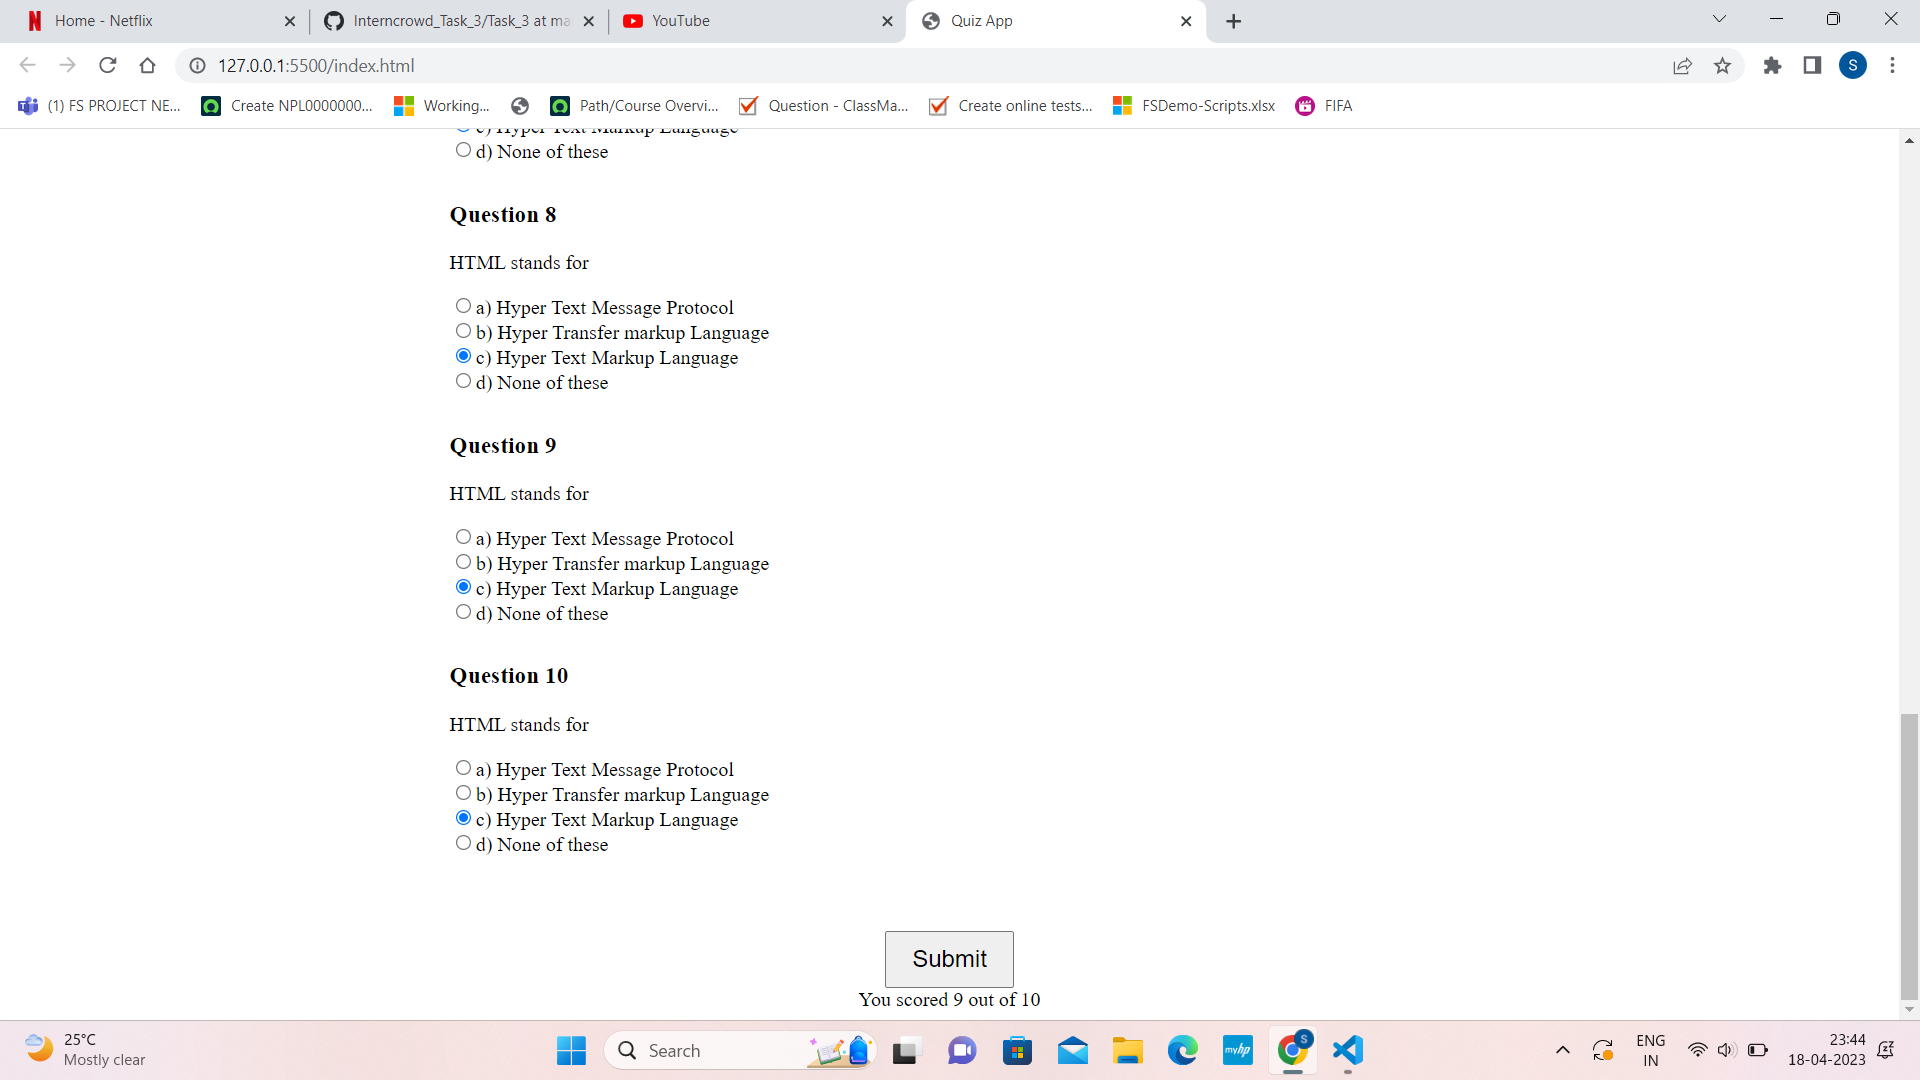 Home - Netflix
Interncrowd_Task_3/Task_3 at ma
YouTube
Quiz App
127.0.0.1:5500/index.html
S
(1) FS PROJECT NE...
Create NPL0000000...
Working...
Path/Course Overvi...
Question - ClassMa...
Create online tests...
FSDemo-Scripts.xlsx
FIFA
c) Hyper Text Markup Language
d) None of these
Question 8
HTML stands for
a) Hyper Text Message Protocol
b) Hyper Transfer markup Language
c) Hyper Text Markup Language
d) None of these
Question 9
HTML stands for
a) Hyper Text Message Protocol
b) Hyper Transfer markup Language
c) Hyper Text Markup Language
d) None of these
Question 10
HTML stands for
a) Hyper Text Message Protocol
b) Hyper Transfer markup Language
c) Hyper Text Markup Language
d) None of these
Submit
You scored 9 out of 10
25°C
Mostly clear
Search
myhp
S
ENG
IN
23:44
18-04-2023